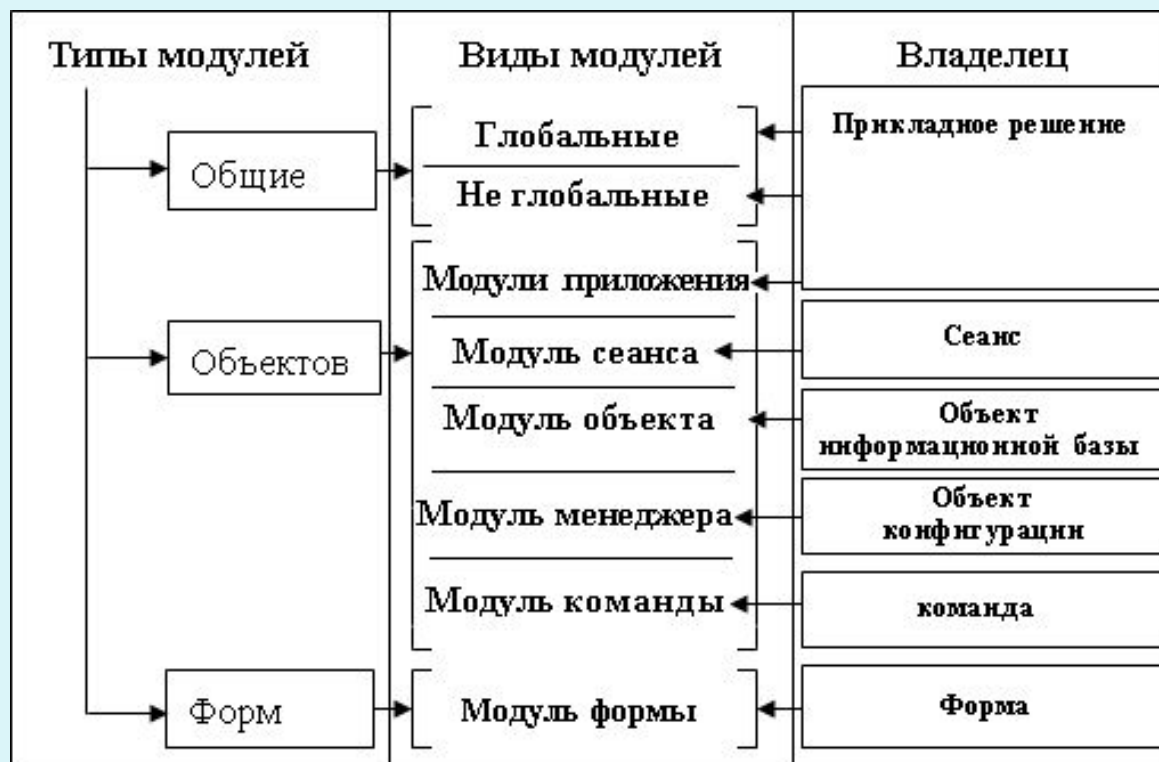 Типы модулей
Виды модулей
Владелец
Общие
Глобальные
Не глобальные
Прикладное решение
Объектов
Модули приложения
Модуль сеанса
Сеанс
Модуль объекта
Объект
информационной базы
Модуль менеджера
Объект
конфигурации
Модуль команды
команда
Форм
Модуль формы
Форма